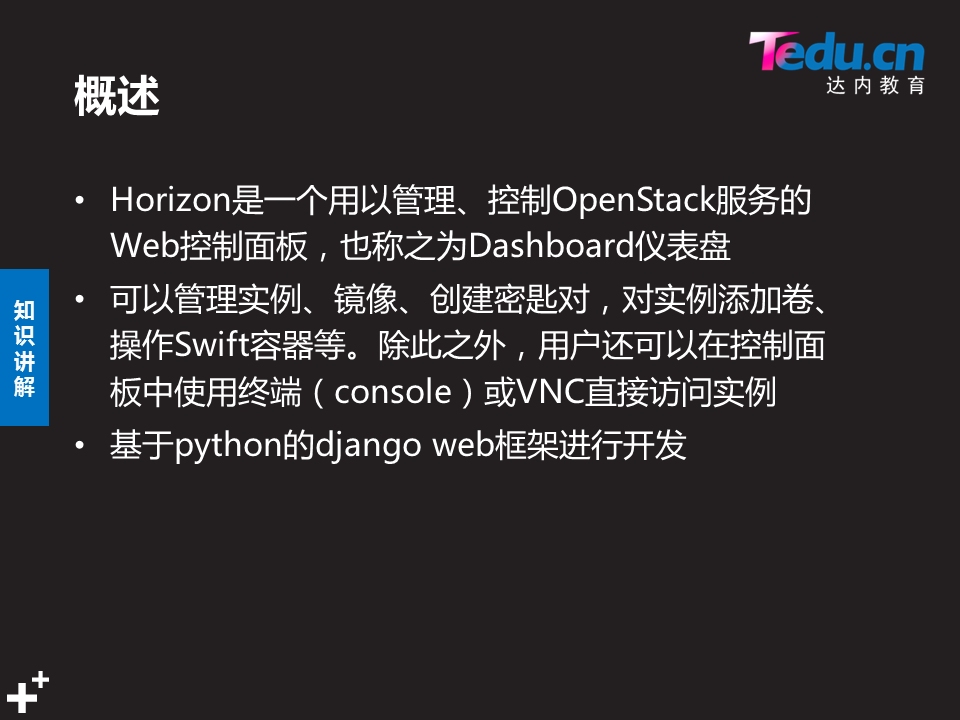 Tedu.cn
达内教育
概述
• Horizon是一个用以管理、控制OpenStack服务的
Web控制面板，也称之为Dashboard仪表盘
• 可以管理实例、镜像、创建密匙对，对实例添加卷、
操作Swift容器等。除此之外，用户还可以在控制面
板中使用终端（console）或VNC直接访问实例
• 基于python的django web框架进行开发
知
识
讲
解